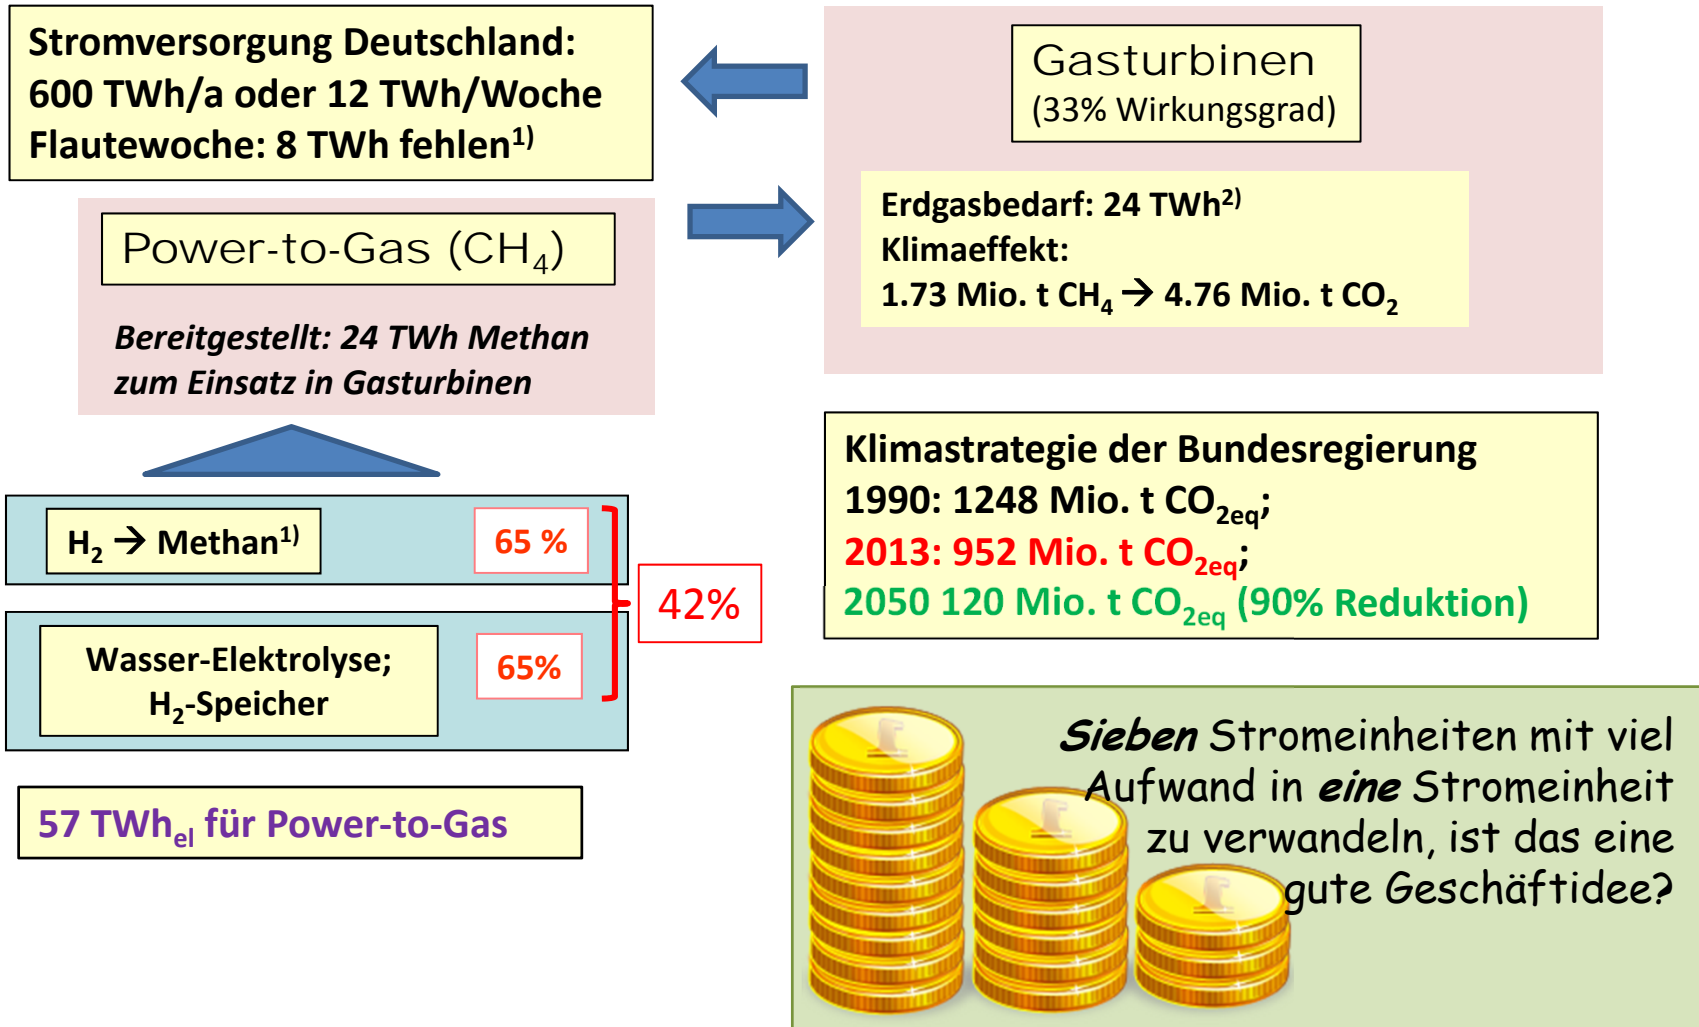 Stromversorgung Deutschland:
600 TWh/a oder 12 TWh/Woche
Flautewoche: 8 TWh fehlen¹⁾
Gasturbinen
(33% Wirkungsgrad)
Erdgasbedarf: 24 TWh²⁾
Klimaeffekt:
1.73 Mio. t CH₄ → 4.76 Mio. t CO₂
Power-to-Gas (CH₄)
Bereitgestellt: 24 TWh Methan
zum Einsatz in Gasturbinen
H₂ → Methan¹⁾
65 %
Wasser-Elektrolyse;
H₂-Speicher
65%
42%
57 TWhₑₗ für Power-to-Gas
Klimastrategie der Bundesregierung
1990: 1248 Mio. t CO₂eq;
2013: 952 Mio. t CO₂eq;
2050 120 Mio. t CO₂eq (90% Reduktion)
Sieben Stromeinheiten mit viel
Aufwand in eine Stromeinheit
zu verwandeln, ist das eine
gute Geschäftidee?